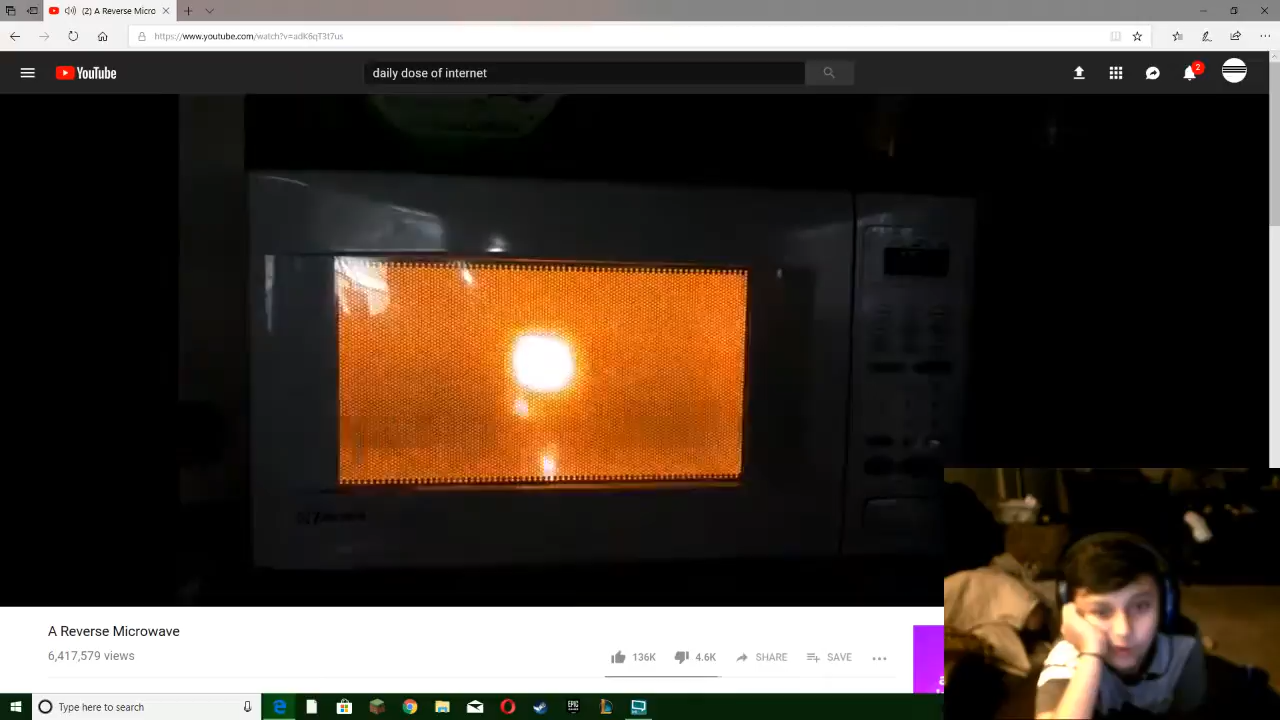 (2) A Reverse Micro
https://www.youtube.com/watch?v=adK6qT3t7us
YouTube
daily dose of internet
2
A Reverse Microwave
6,417,579 views
136K
4.6K
SHARE
SAVE
Type here to search
EPIC